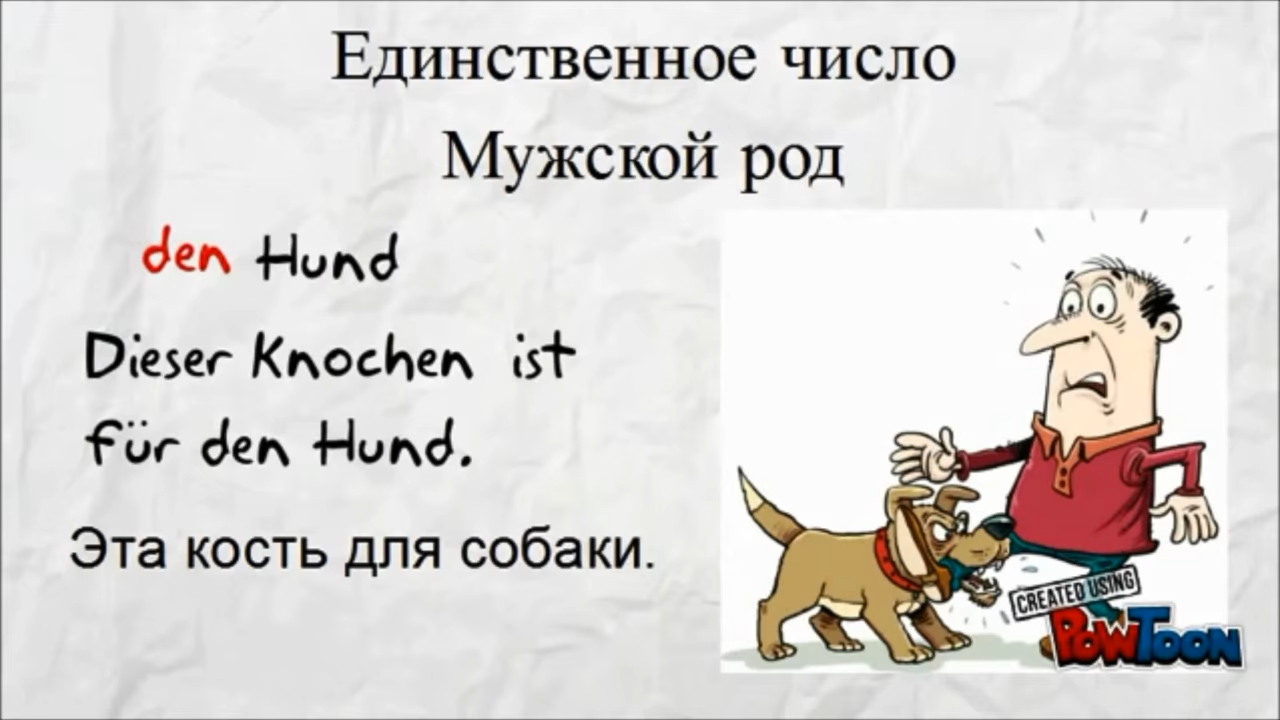 Единственное число
Мужской род
den Hund
Dieser Knochen ist
für den Hund.
Эта кость для собаки.
CREATED USING
POWTOON